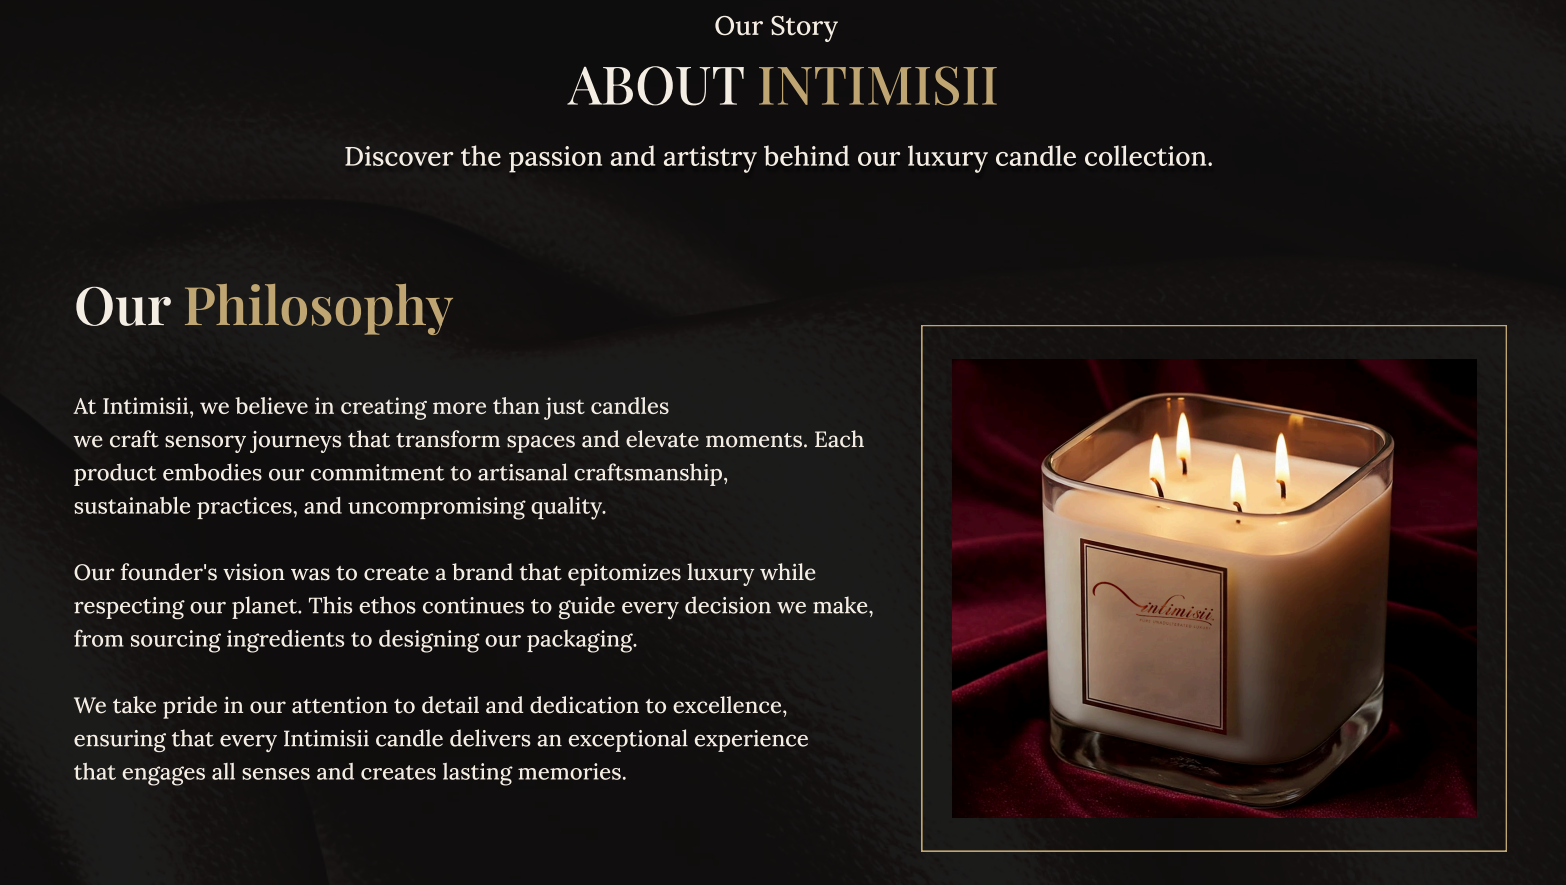 Our Story
ABOUT INTIMISII
Discover the passion and artistry behind our luxury candle collection.
Our Philosophy
At Intimisii, we believe in creating more than just candles
we craft sensory journeys that transform spaces and elevate moments. Each
product embodies our commitment to artisanal craftsmanship,
sustainable practices, and uncompromising quality.
Our founder's vision was to create a brand that epitomizes luxury while
respecting our planet. This ethos continues to guide every decision we make,
from sourcing ingredients to designing our packaging.
We take pride in our attention to detail and dedication to excellence,
ensuring that every Intimisii candle delivers an exceptional experience
that engages all senses and creates lasting memories.
intimisii